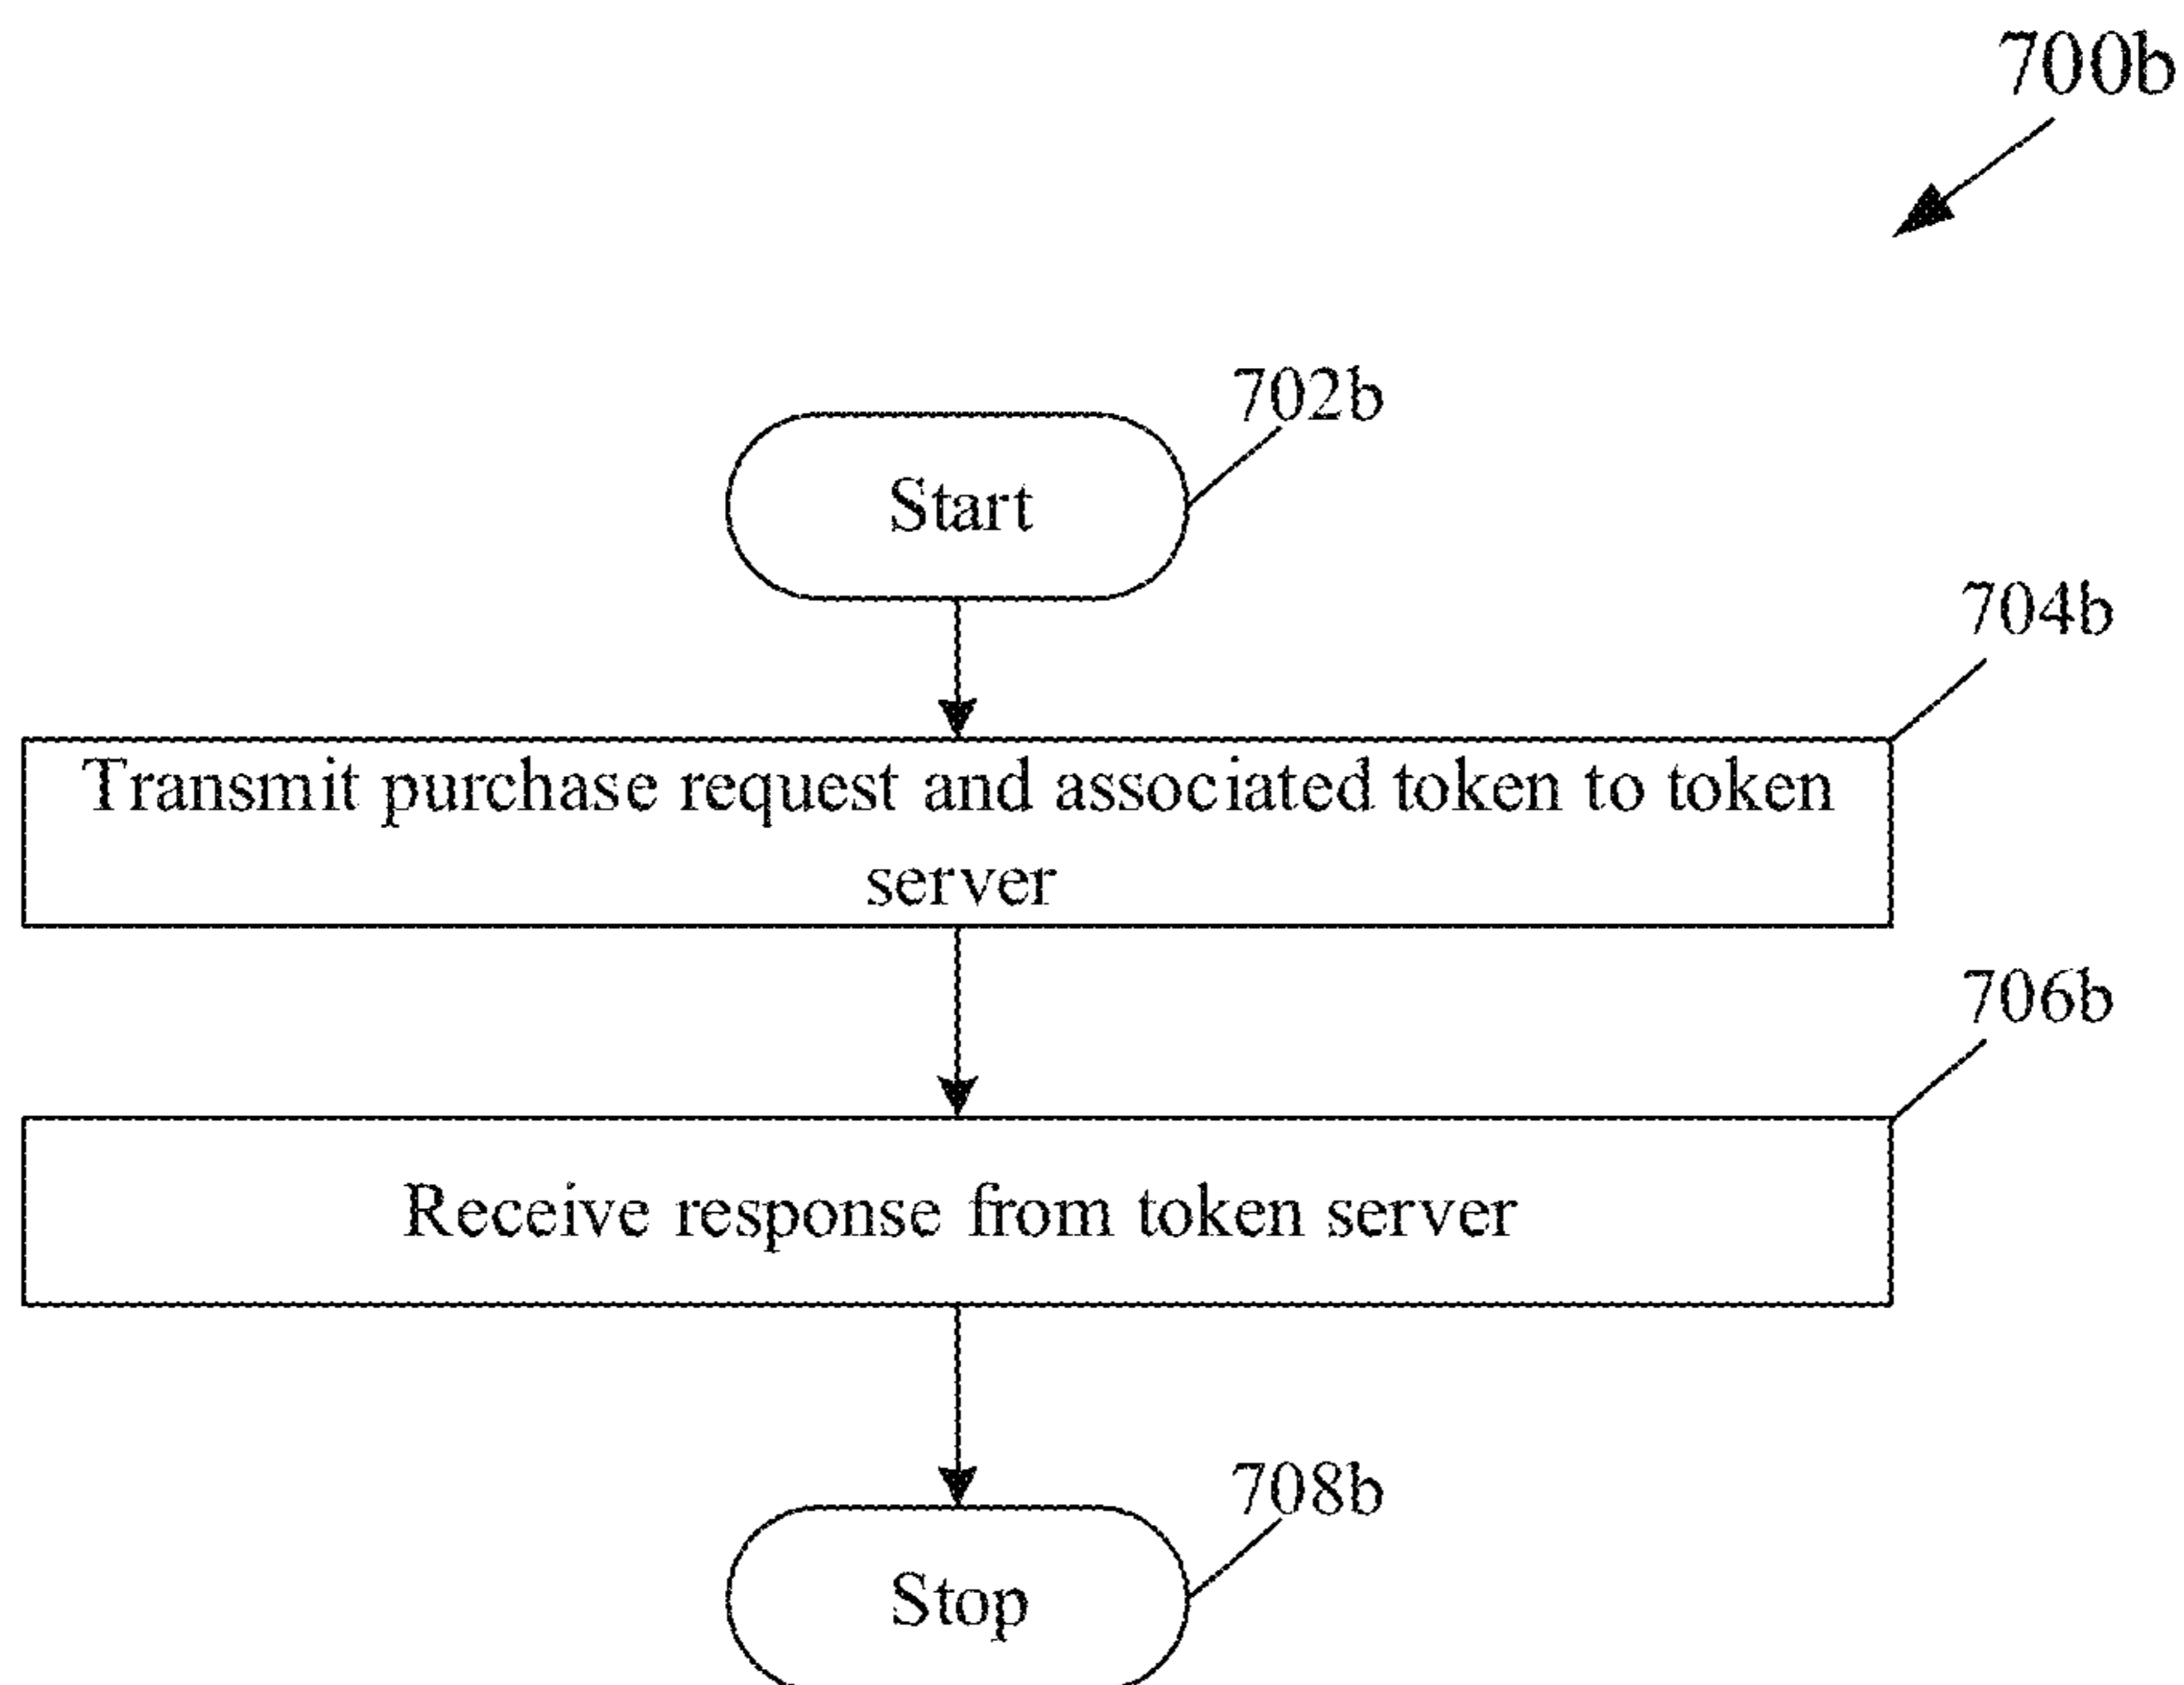 700b
702b
Start
704b
Transmit purchase request and associated token to token
server
706b
Receive response from token server
708b
Stop